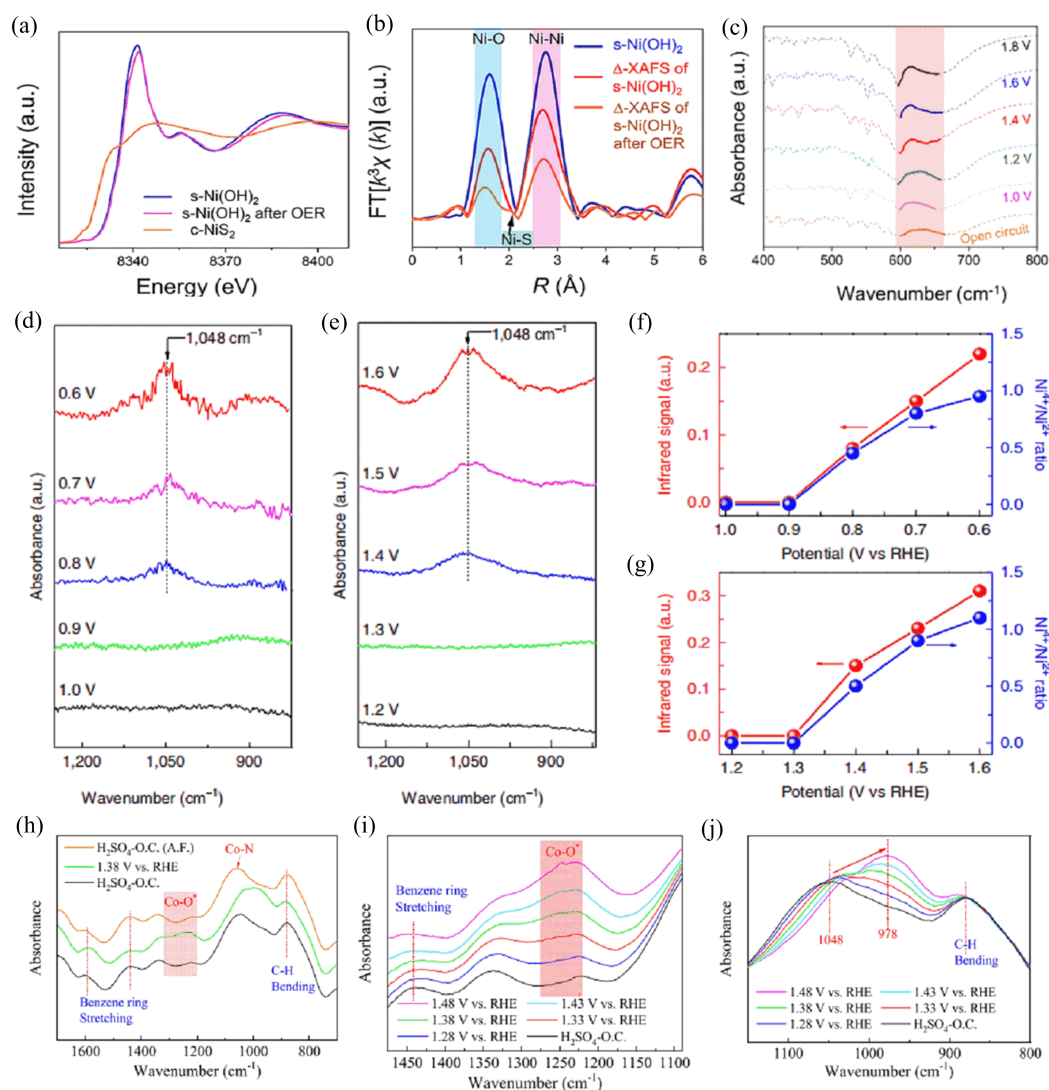 (a)
Intensity (a.u.)
s-Ni(OH)2
s-Ni(OH)2 after OER
c-NiS2
8340 8370 8400
Energy (eV)
(b)
Ni-O Ni-Ni
s-Ni(OH)2
Δ-XAFS of
s-Ni(OH)2
Δ-XAFS of
s-Ni(OH)2
after OER
Ni-S
FT[k³χ (k)] (a.u.)
0 1 2 3 4 5 6
R (Å)
(c)
Absorbance (a.u.)
1.8 V
1.6 V
1.4 V
1.2 V
1.0 V
Open circuit
400 500 600 700 800
Wavenumber (cm-1)
(d)
1,048 cm−1
0.6 V
0.7 V
0.8 V
0.9 V
1.0 V
Absorbance (a.u.)
1,200 1,050 900
Wavenumber (cm−1)
(e)
1,048 cm−1
1.6 V
1.5 V
1.4 V
1.3 V
1.2 V
Absorbance (a.u.)
1,200 1,050 900
Wavenumber (cm−1)
(f)
Infrared signal (a.u.)
0.2
0.1
0.0
1.5
1.0
0.5
0.0
Ni4+/Ni2+ ratio
1.0 0.9 0.8 0.7 0.6
Potential (V vs RHE)
(g)
Infrared signal (a.u.)
0.3
0.2
0.1
0.0
1.5
1.0
0.5
0.0
1.2 1.3 1.4 1.5 1.6
Potential (V vs RHE)
(h)
H2SO4-O.C. (A.F.)
1.38 V vs. RHE
H2SO4-O.C.
Co-N
Co-O*
Benzene ring
Stretching
C-H
Bending
Absorbance
1600 1400 1200 1000 800
Wavenumber (cm-1)
(i)
Co-O*
Benzene ring
Stretching
1.48 V vs. RHE 1.43 V vs. RHE
1.38 V vs. RHE 1.33 V vs. RHE
1.28 V vs. RHE H2SO4-O.C.
Absorbance
1400 1350 1300 1250 1200 1150 1100
Wavenumber (cm-1)
(j)
1048 978
C-H
Bending
1.48 V vs. RHE 1.43 V vs. RHE
1.38 V vs. RHE 1.33 V vs. RHE
1.28 V vs. RHE H2SO4-O.C.
Absorbance
1100 1000 900 800
Wavenumber (cm-1)